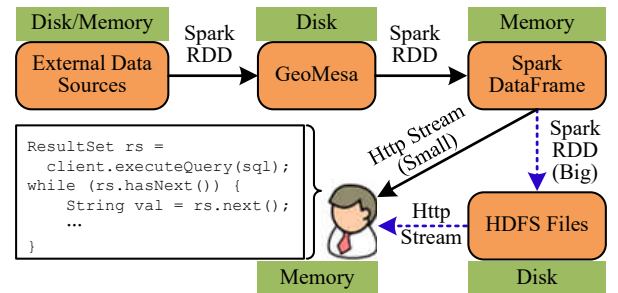 Disk/Memory
Disk
Memory
Spark
RDD
Spark
RDD
External Data
Sources
GeoMesa
Spark
DataFrame
Http Stream
(Small)
Spark
RDD
(Big)
ResultSet rs =
client.executeQuery(sql);
while (rs.hasNext()) {
String val = rs.next();
...
}
Http
Stream
HDFS Files
Memory
Disk